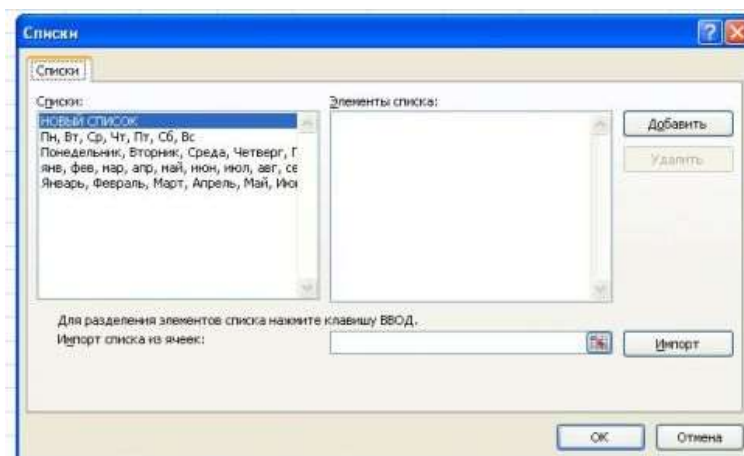 Списки
Списки
Списки:
НОВЫЙ СПИСОК
Пн, Вт, Ср, Чт, Пт, Сб, Вс
Понедельник, Вторник, Среда, Четверг, П
янв, фев, мар, апр, май, июн, июл, авг, се
Январь, Февраль, Март, Апрель, Май, Июн
Элементы списка:
Добавить
Удалить
Для разделения элементов списка нажмите клавишу ВВОД.
Импорт списка из ячеек:
Импорт
ОК
Отмена